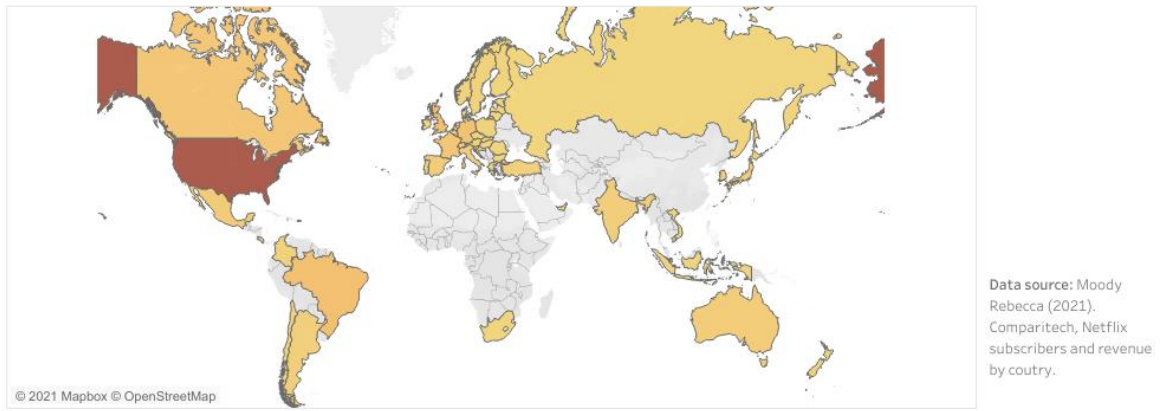 Data source: Moody
Rebecca (2021).
Comparitech, Netflix
subscribers and revenue
by coutry.
© 2021 Mapbox © OpenStreetMap